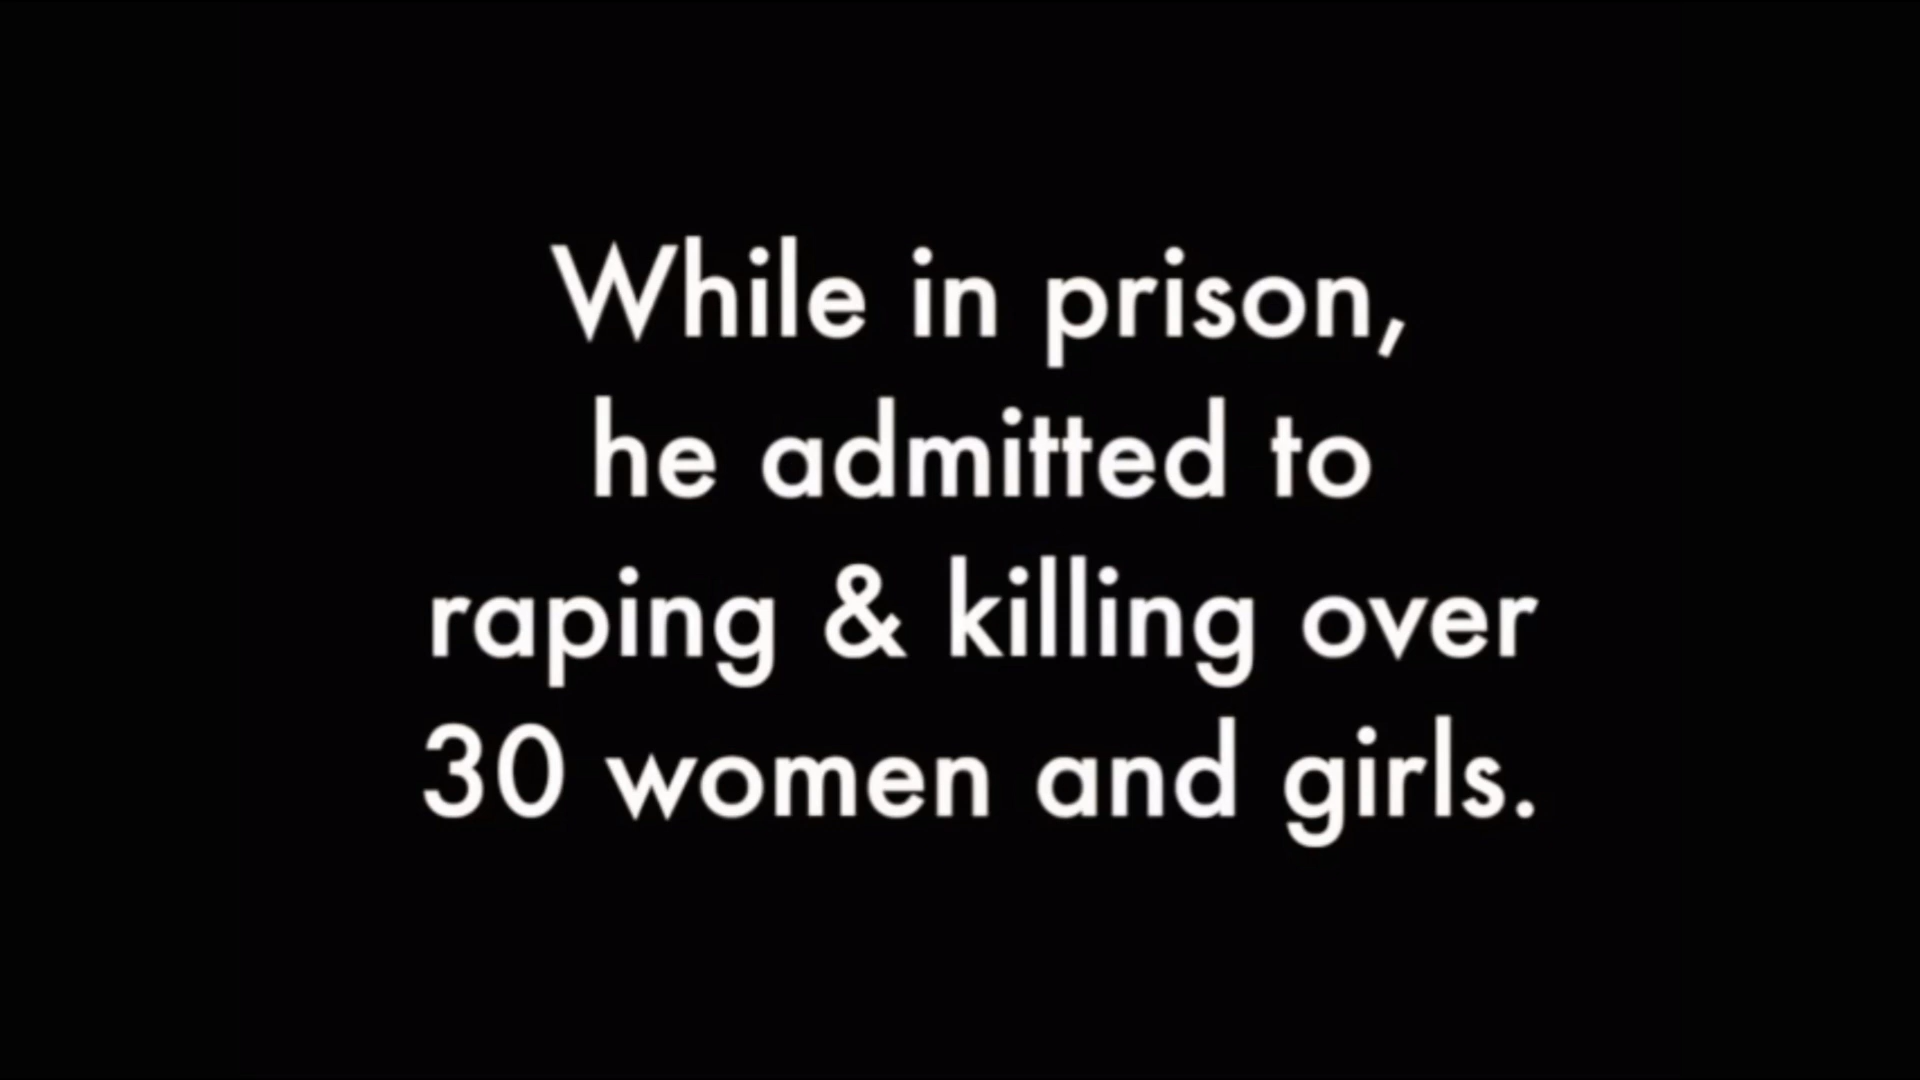 While in prison,
he admitted to
raping & killing over
30 women and girls.